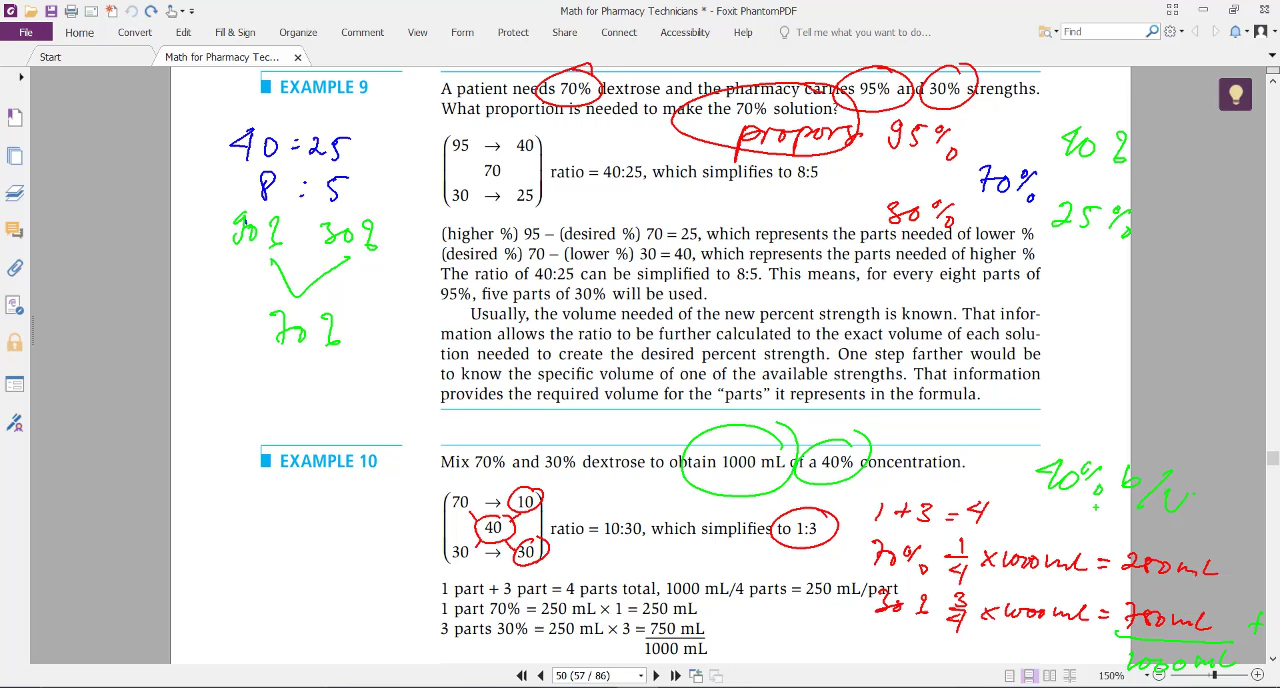 Math for Pharmacy Technicians * - Foxit PhantomPDF
File Home Convert Edit Fill & Sign Organize Comment View Form Protect Share Connect Accessibility Help Tell me what you want to do... Find
Start Math for Pharmacy Tec...
EXAMPLE 9
A patient needs 70% dextrose and the pharmacy carries 95% and 30% strengths.
What proportion is needed to make the 70% solution?
95 → 40
70
30 → 25
ratio = 40:25, which simplifies to 8:5
propors
95%
70%
30%
40%
25%
40 : 25
8 : 5
90% 30%
70%
(higher %) 95 − (desired %) 70 = 25, which represents the parts needed of lower %
(desired %) 70 − (lower %) 30 = 40, which represents the parts needed of higher %
The ratio of 40:25 can be simplified to 8:5. This means, for every eight parts of
95%, five parts of 30% will be used.
Usually, the volume needed of the new percent strength is known. That infor-
mation allows the ratio to be further calculated to the exact volume of each solu-
tion needed to create the desired percent strength. One step farther would be
to know the specific volume of one of the available strengths. That information
provides the required volume for the “parts” it represents in the formula.
EXAMPLE 10
Mix 70% and 30% dextrose to obtain 1000 mL of a 40% concentration.
40% b/v
70 → 10
40
30 → 30
ratio = 10:30, which simplifies to 1:3
1 + 3 = 4
70% 1/4 x 1000 mL = 250 mL
30% 3/4 x 1000 mL = 750 mL +
1000 mL
1 part + 3 part = 4 parts total, 1000 mL/4 parts = 250 mL/part
1 part 70% = 250 mL × 1 = 250 mL
3 parts 30% = 250 mL × 3 = 750 mL
1000 mL
50 (57 / 86) 150%